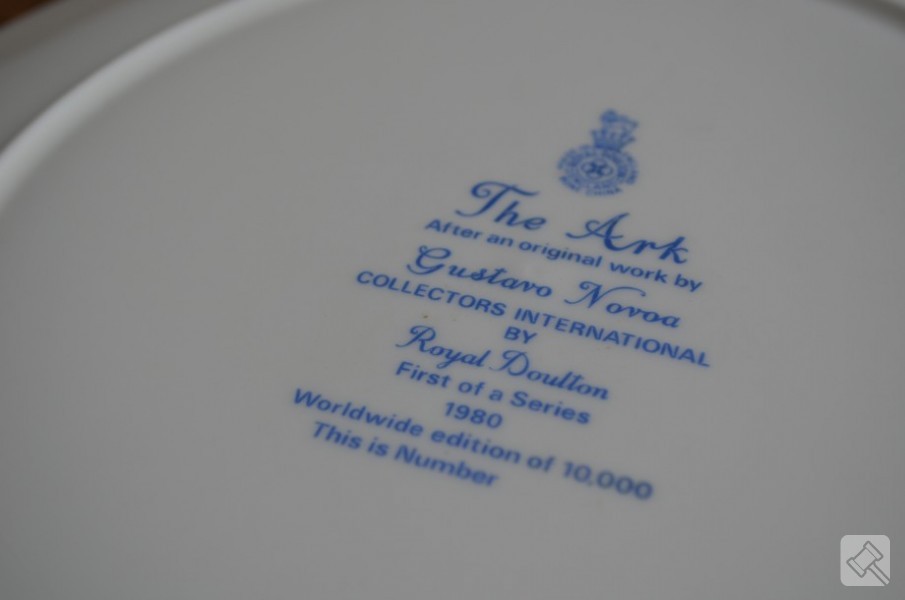 The Ark
After an original work by
Gustavo Novoa
COLLECTORS INTERNATIONAL
BY
Royal Doulton
First of a Series
1980
Worldwide edition of 10,000
This is Number